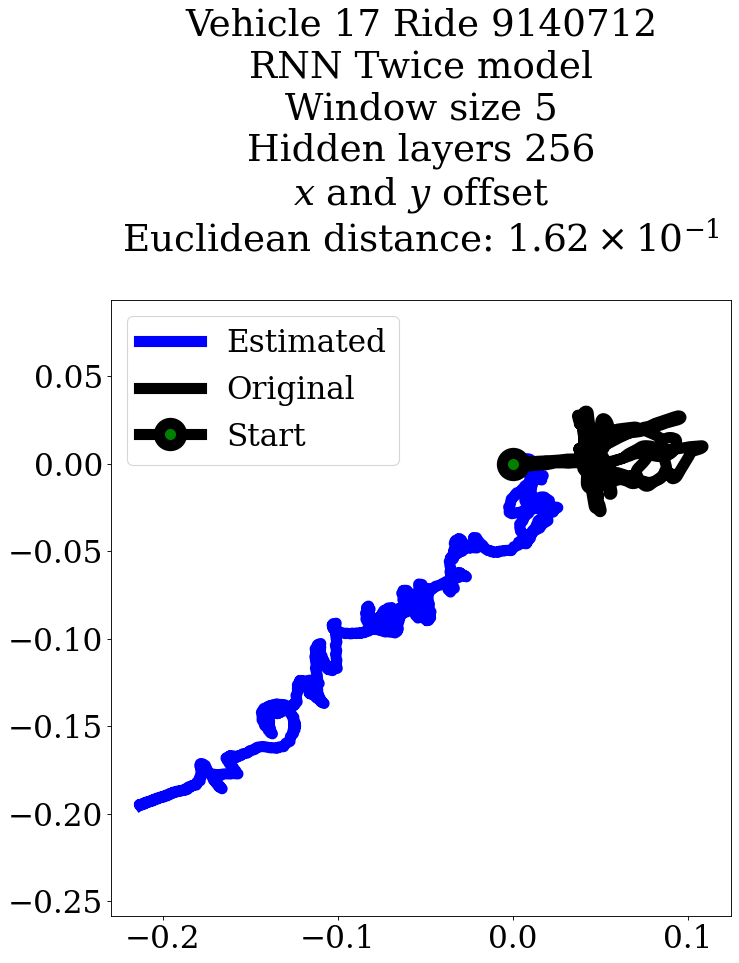 Vehicle 17 Ride 9140712
RNN Twice model
Window size 5
Hidden layers 256
x and y offset
Euclidean distance: 1.62 × 10⁻¹
Estimated
Original
Start
0.05
0.00
−0.05
−0.10
−0.15
−0.20
−0.25
−0.2 −0.1 0.0 0.1